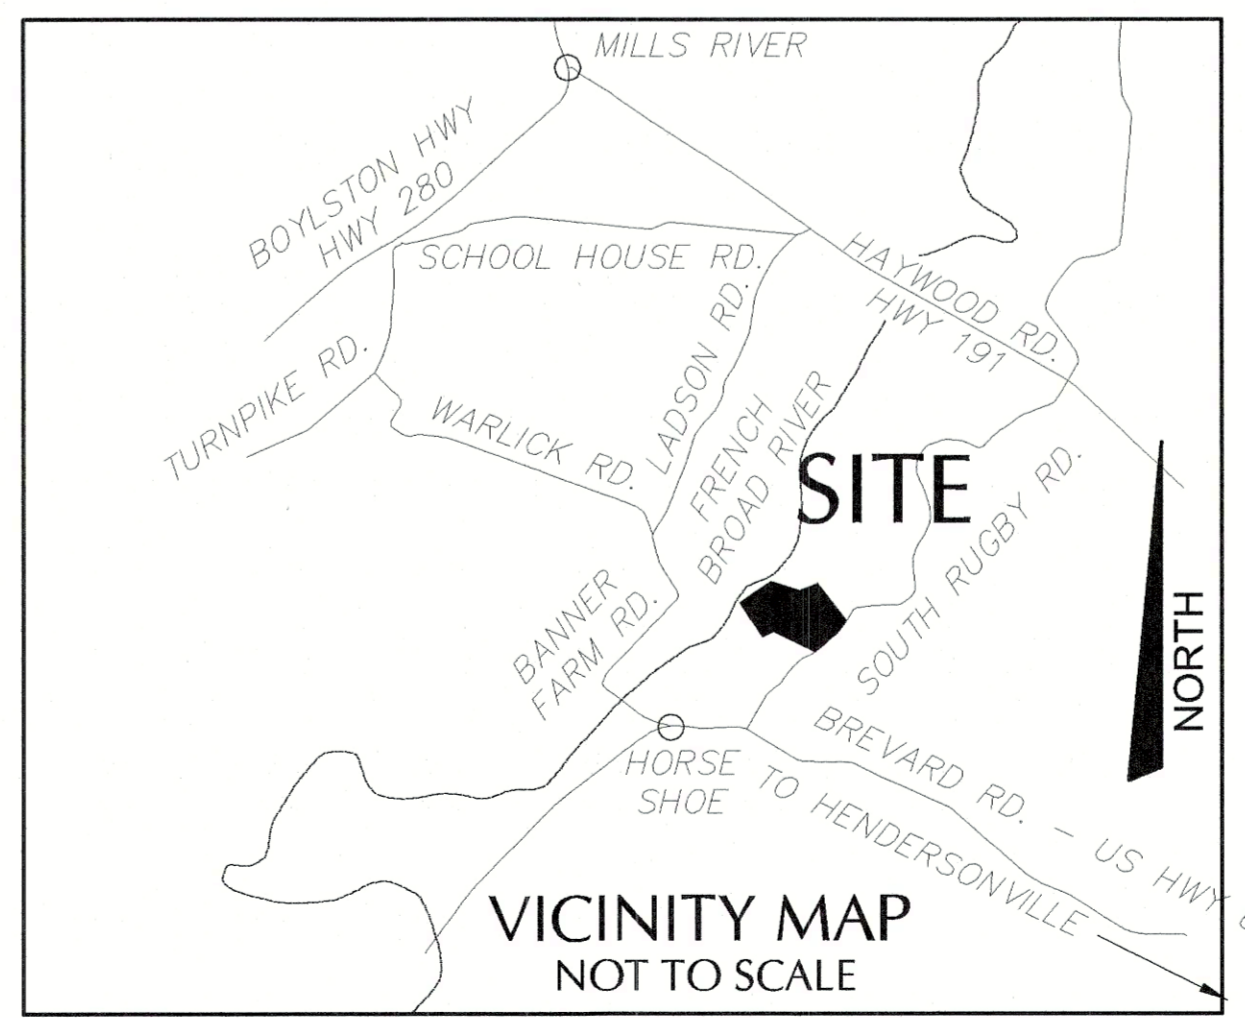 MILLS RIVER
BOYLSTON HWY
HWY 280
SCHOOL HOUSE RD.
HAYWOOD RD.
HWY 191
LADSON RD.
TURNPIKE RD.
WARLICK RD.
FRENCH
BROAD RIVER
SITE
SOUTH RUGBY RD.
BANNER
FARM RD.
NORTH
HORSE
SHOE
BREVARD RD. – US HWY
TO HENDERSONVILLE
VICINITY MAP
NOT TO SCALE